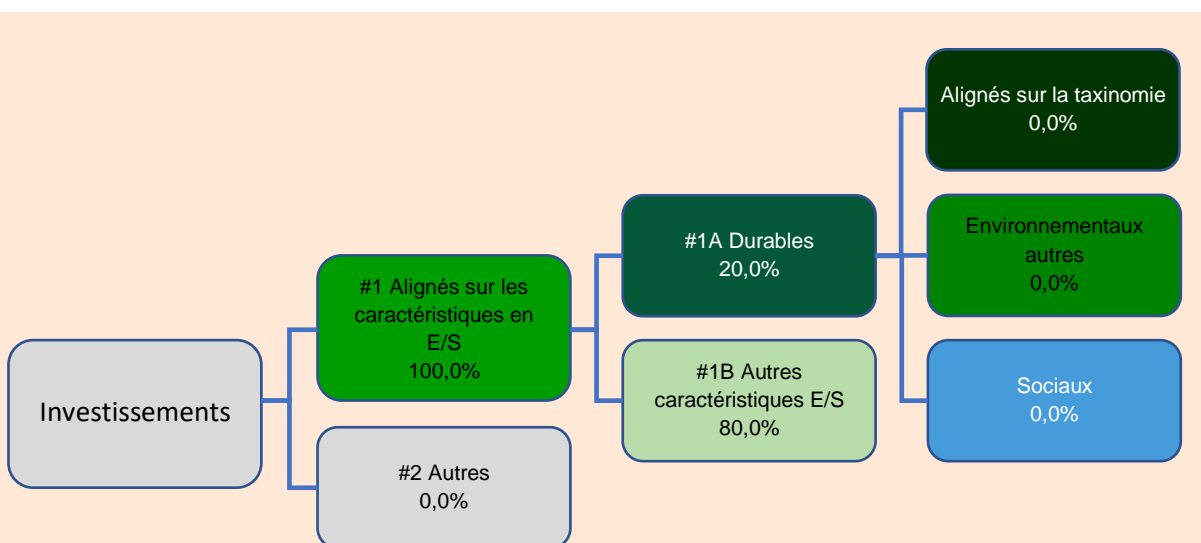 Investissements
#1 Alignés sur les
caractéristiques en
E/S
100,0%
#2 Autres
0,0%
#1A Durables
20,0%
#1B Autres
caractéristiques E/S
80,0%
Alignés sur la taxinomie
0,0%
Environnementaux
autres
0,0%
Sociaux
0,0%